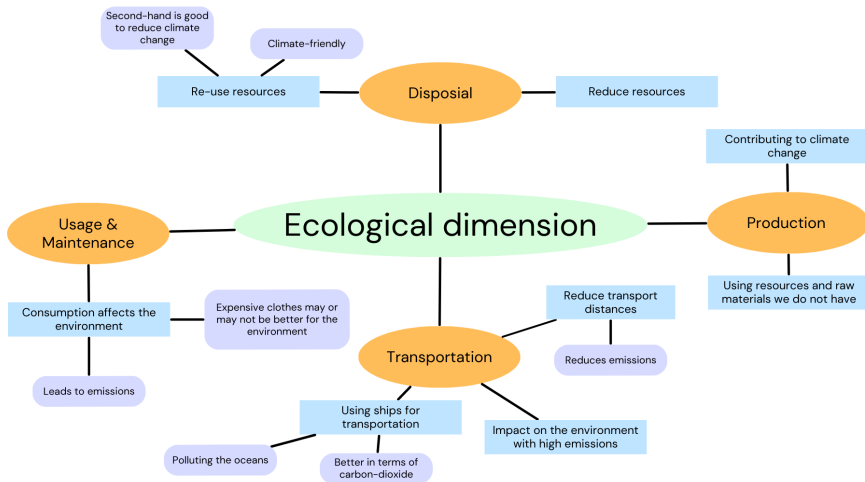 Second-hand is good
to reduce climate
change
Climate-friendly
Re-use resources
Disposial
Reduce resources
Contributing to climate
change
Usage &
Maintenance
Ecological dimension
Production
Consumption affects the
environment
Expensive clothes may or
may not be better for the
environment
Using resources and raw
materials we do not have
Reduce transport
distances
Transportation
Reduces emissions
Leads to emissions
Using ships for
transportation
Impact on the environment
with high emissions
Polluting the oceans
Better in terms of
carbon-dioxide